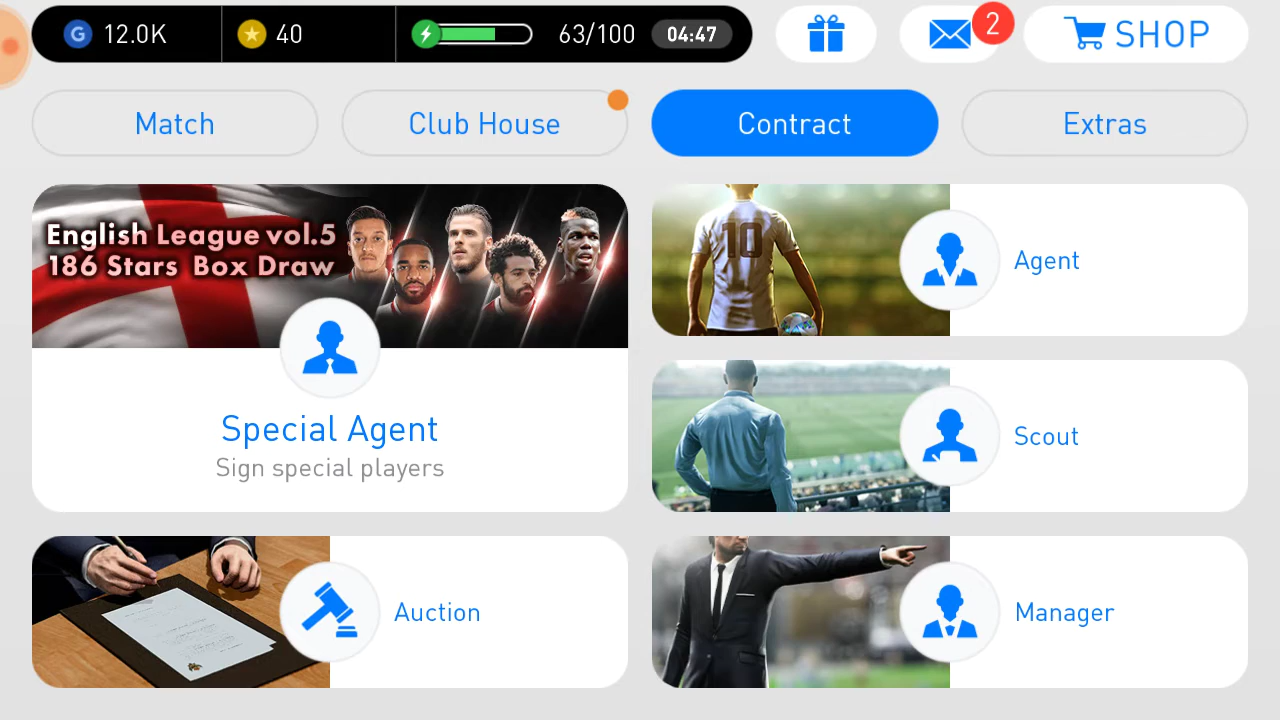 G 12.0K
40
63/100 04:47
2
SHOP
Match
Club House
Contract
Extras
English League vol.5
186 Stars Box Draw
Special Agent
Sign special players
10
Agent
Scout
Auction
Manager